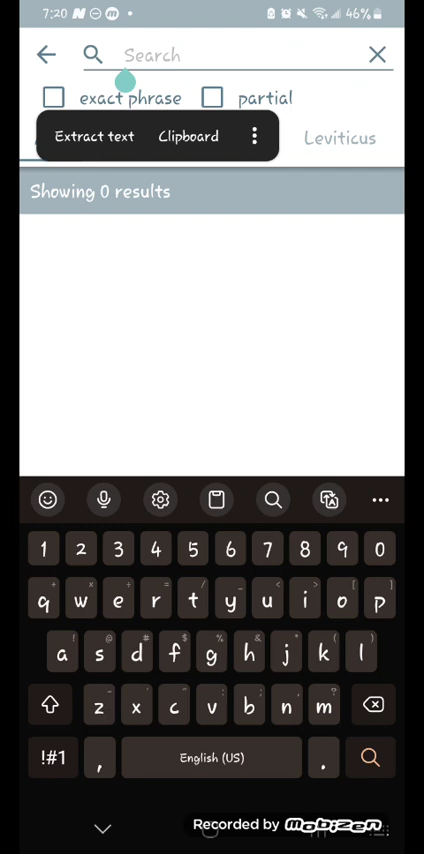 7:20 N m 46%
Search
exact phrase partial
Extract text Clipboard
Leviticus
Showing 0 results
1 2 3 4 5 6 7 8 9 0
+ × ÷ = / _ < > [ ]
q w e r t y u i o p
! @ # $ % & * ( )
a s d f g h j k l
- ' " : ; , ?
z x c v b n m
!#1 , English (US) .
Recorded by MOBIZEN